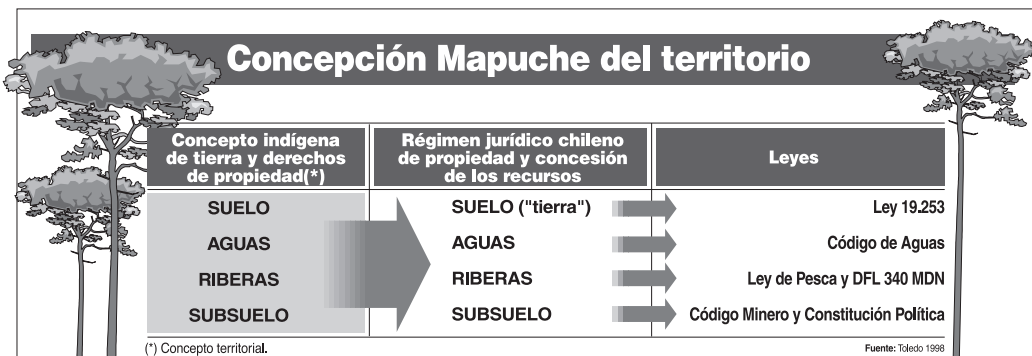 Concepción Mapuche del territorio
Concepto indígena
de tierra y derechos
de propiedad(*)
Régimen jurídico chileno
de propiedad y concesión
de los recursos
Leyes
SUELO
SUELO ("tierra")
Ley 19.253
AGUAS
AGUAS
Código de Aguas
RIBERAS
RIBERAS
Ley de Pesca y DFL 340 MDN
SUBSUELO
SUBSUELO
Código Minero y Constitución Política
(*) Concepto territorial.
Fuente: Toledo 1998